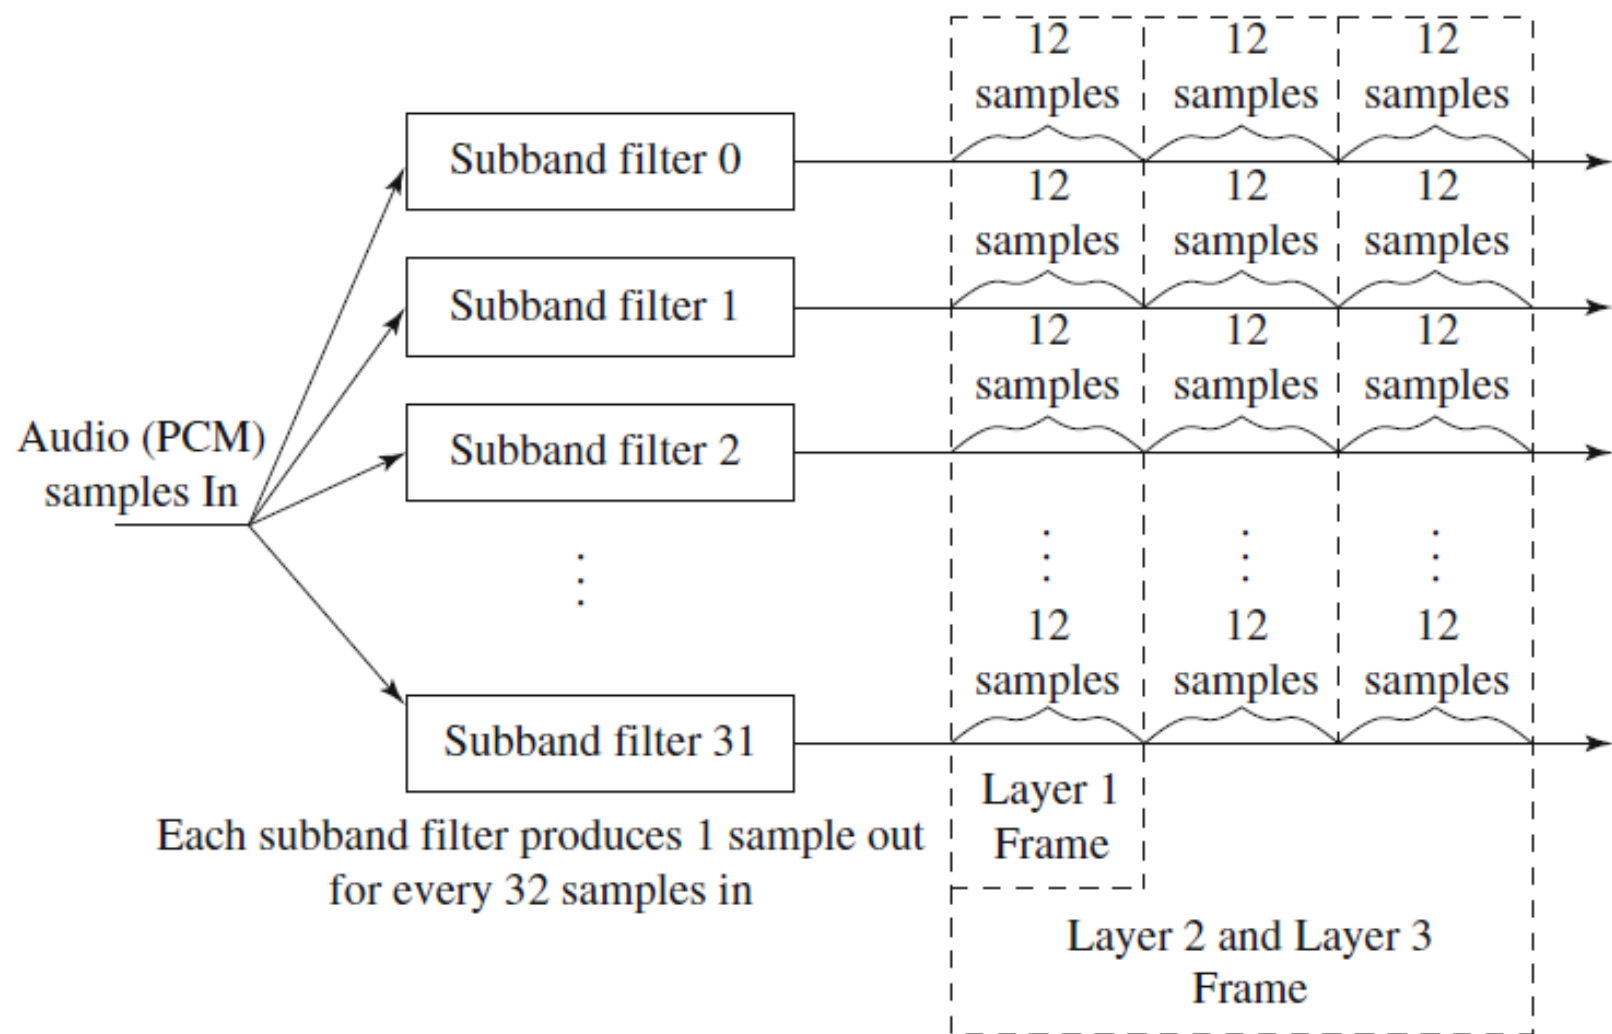 12 12 12
samples samples samples
Subband filter 0
12 12 12
samples samples samples
Subband filter 1
12 12 12
samples samples samples
Audio (PCM)
samples In
Subband filter 2
12 12 12
samples samples samples
Subband filter 31
Layer 1
Frame
Each subband filter produces 1 sample out
for every 32 samples in
Layer 2 and Layer 3
Frame